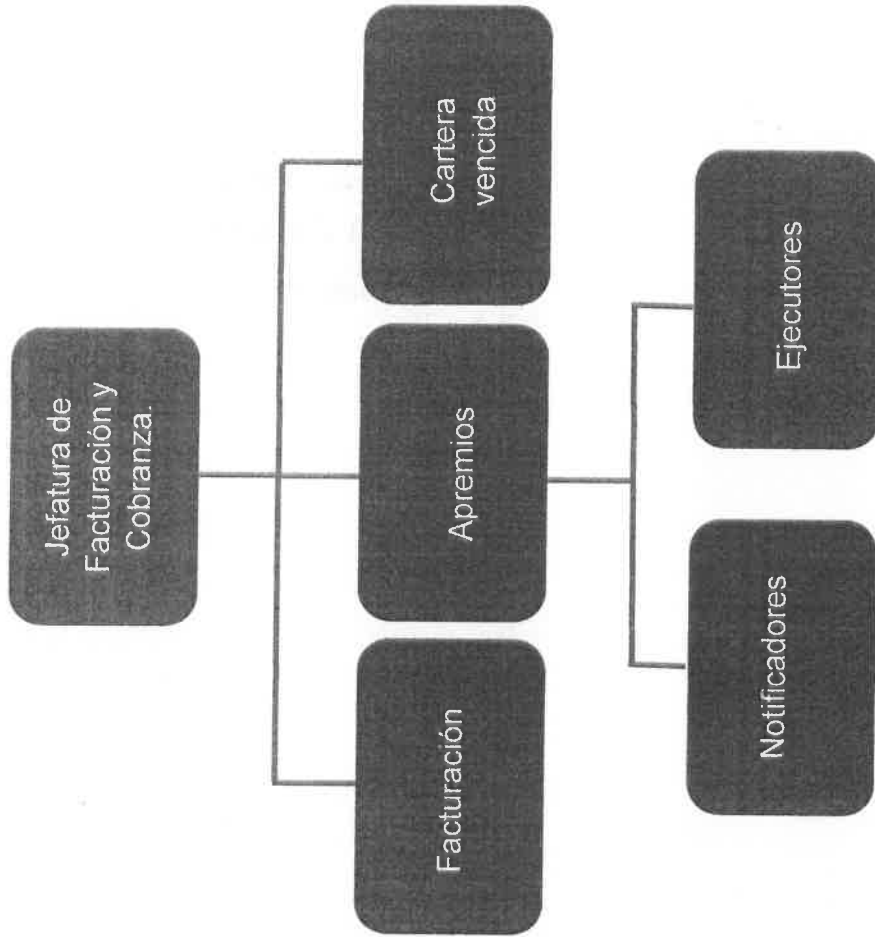 Jefatura de
Facturación y
Cobranza.
Facturación
Apremios
Cartera
vencida
Notificadores
Ejecutores